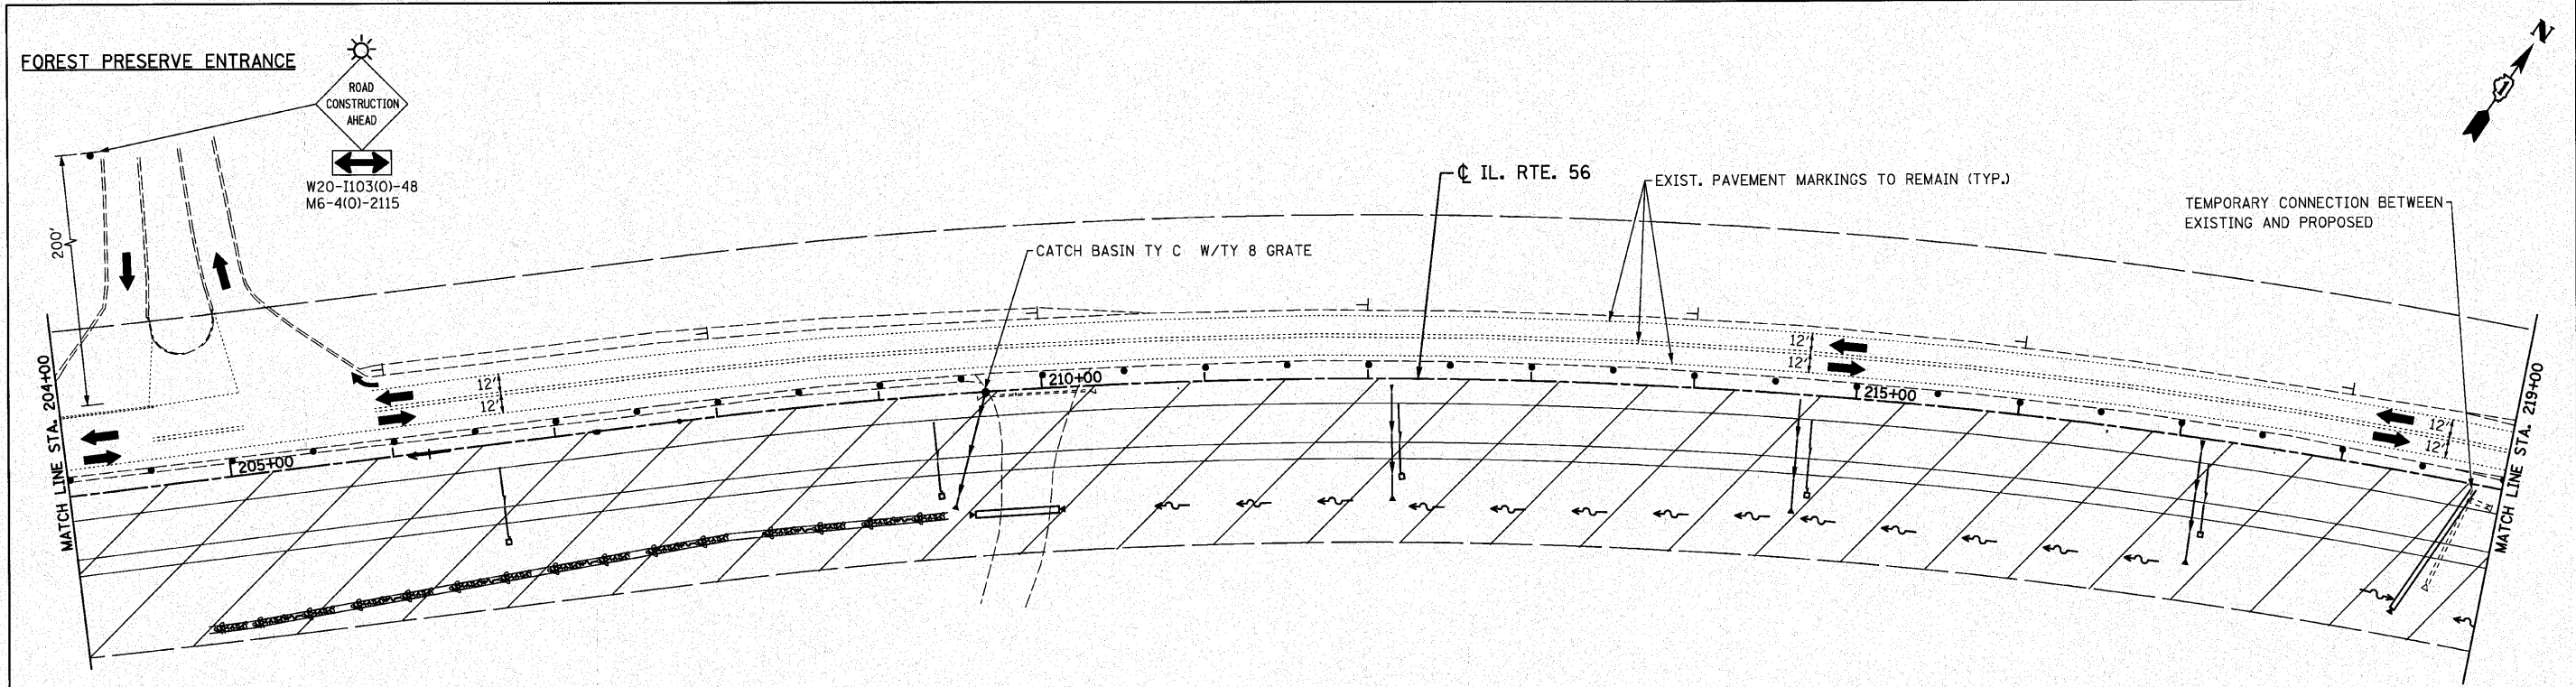 FOREST PRESERVE ENTRANCE
ROAD
CONSTRUCTION
AHEAD
W20-I103(O)-48
M6-4(O)-2115
N
200'
℄ IL. RTE. 56
EXIST. PAVEMENT MARKINGS TO REMAIN (TYP.)
TEMPORARY CONNECTION BETWEEN
EXISTING AND PROPOSED
CATCH BASIN TY C W/TY 8 GRATE
MATCH LINE STA. 204+00
12'
12'
205+00
210+00
12'
12'
215+00
12'
12'
MATCH LINE STA. 219+00